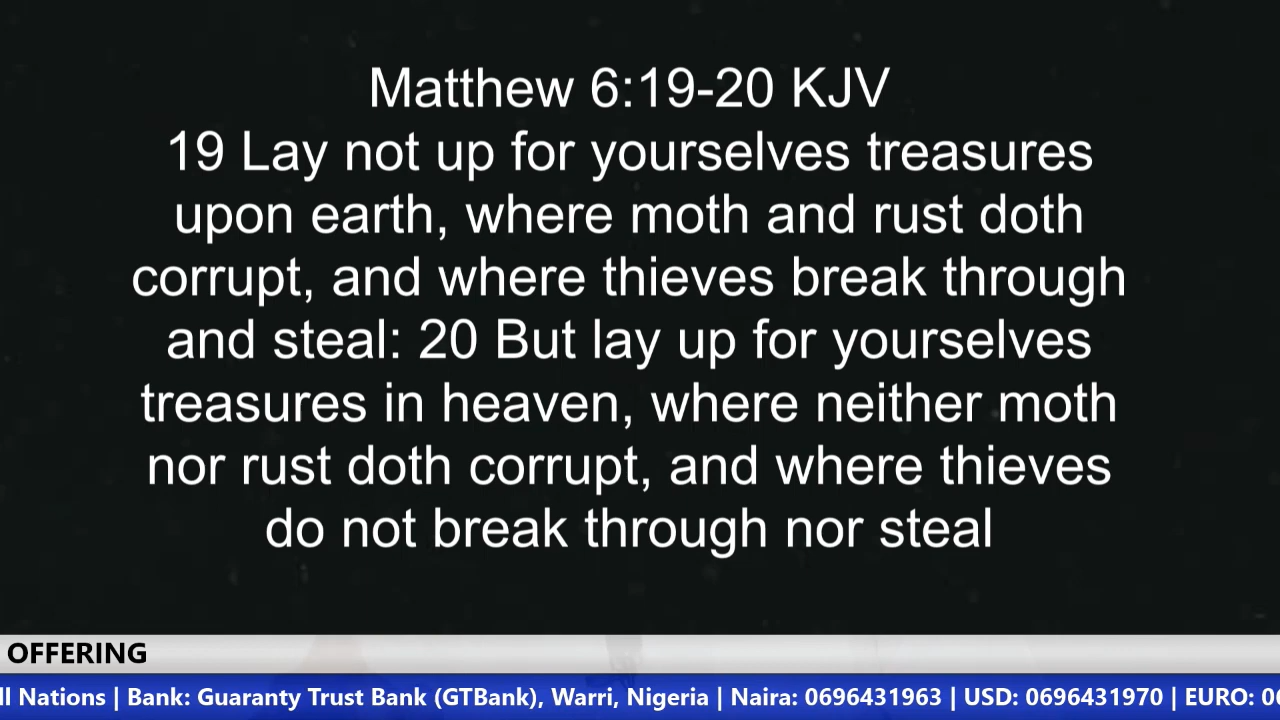 Matthew 6:19-20 KJV
19 Lay not up for yourselves treasures
upon earth, where moth and rust doth
corrupt, and where thieves break through
and steal: 20 But lay up for yourselves
treasures in heaven, where neither moth
nor rust doth corrupt, and where thieves
do not break through nor steal
OFFERING
Nations | Bank: Guaranty Trust Bank (GTBank), Warri, Nigeria | Naira: 0696431963 | USD: 0696431970 | EURO: